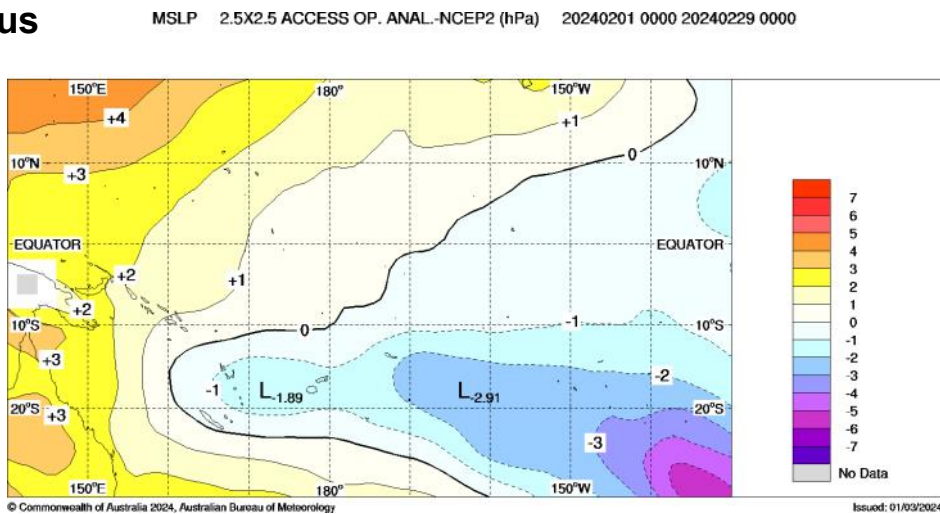 us
MSLP 2.5X2.5 ACCESS OP. ANAL.-NCEP2 (hPa) 20240201 0000 20240229 0000
150°E 180° 150°W
+4 +1
0
10°N 10°N
+3
EQUATOR EQUATOR
+2 +1
+2
10°S 0 -1 10°S
+3
-1 L-1.89 L-2.91 -2
+3 20°S 20°S
-3
150°E 180° 150°W
7
6
5
4
3
2
1
0
-1
-2
-3
-4
-5
-6
-7
No Data
© Commonwealth of Australia 2024, Australian Bureau of Meteorology Issued: 01/03/2024